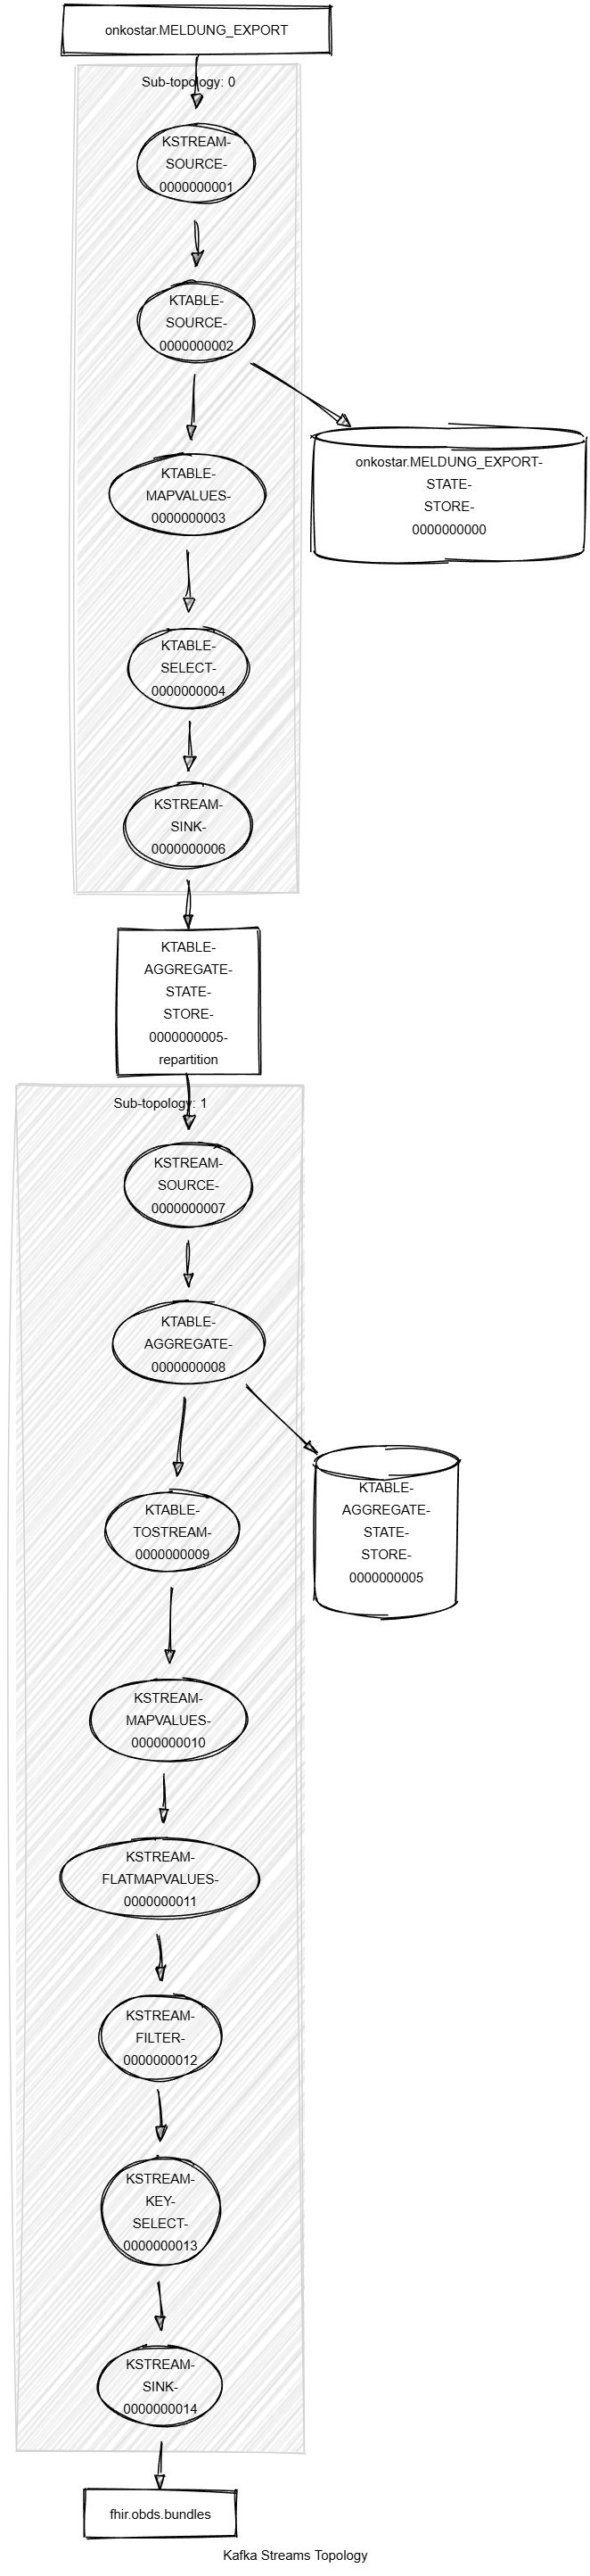 onkostar.MELDUNG_EXPORT
Sub-topology: 0
KSTREAM-
SOURCE-
0000000001
KTABLE-
SOURCE-
0000000002
KTABLE-
MAPVALUES-
0000000003
onkostar.MELDUNG_EXPORT-
STATE-
STORE-
0000000000
KTABLE-
SELECT-
0000000004
KSTREAM-
SINK-
0000000006
KTABLE-
AGGREGATE-
STATE-
STORE-
0000000005-
repartition
Sub-topology: 1
KSTREAM-
SOURCE-
0000000007
KTABLE-
AGGREGATE-
0000000008
KTABLE-
TOSTREAM-
0000000009
KTABLE-
AGGREGATE-
STATE-
STORE-
0000000005
KSTREAM-
MAPVALUES-
0000000010
KSTREAM-
FLATMAPVALUES-
0000000011
KSTREAM-
FILTER-
0000000012
KSTREAM-
KEY-
SELECT-
0000000013
KSTREAM-
SINK-
0000000014
fhir.obds.bundles
Kafka Streams Topology